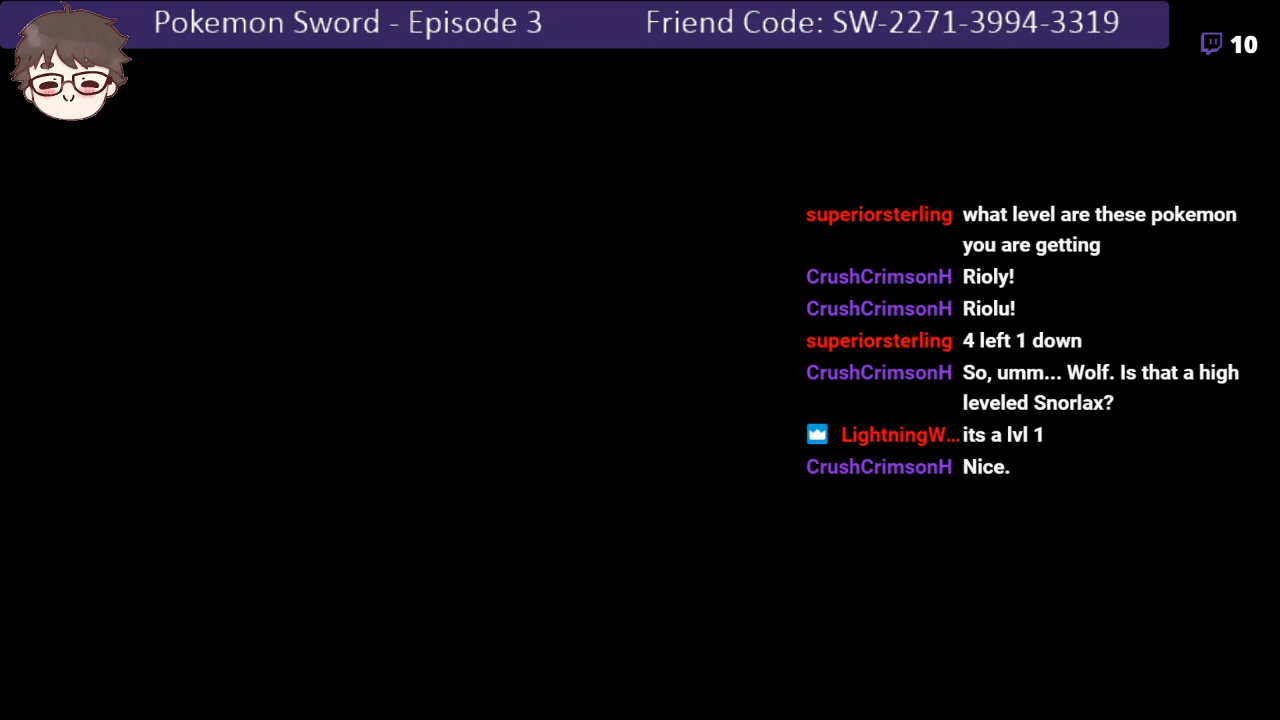 Pokemon Sword - Episode 3 Friend Code: SW-2271-3994-3319
10
superiorsterling what level are these pokemon
you are getting
CrushCrimsonH Rioly!
CrushCrimsonH Riolu!
superiorsterling 4 left 1 down
CrushCrimsonH So, umm... Wolf. Is that a high
leveled Snorlax?
LightningW... its a lvl 1
CrushCrimsonH Nice.